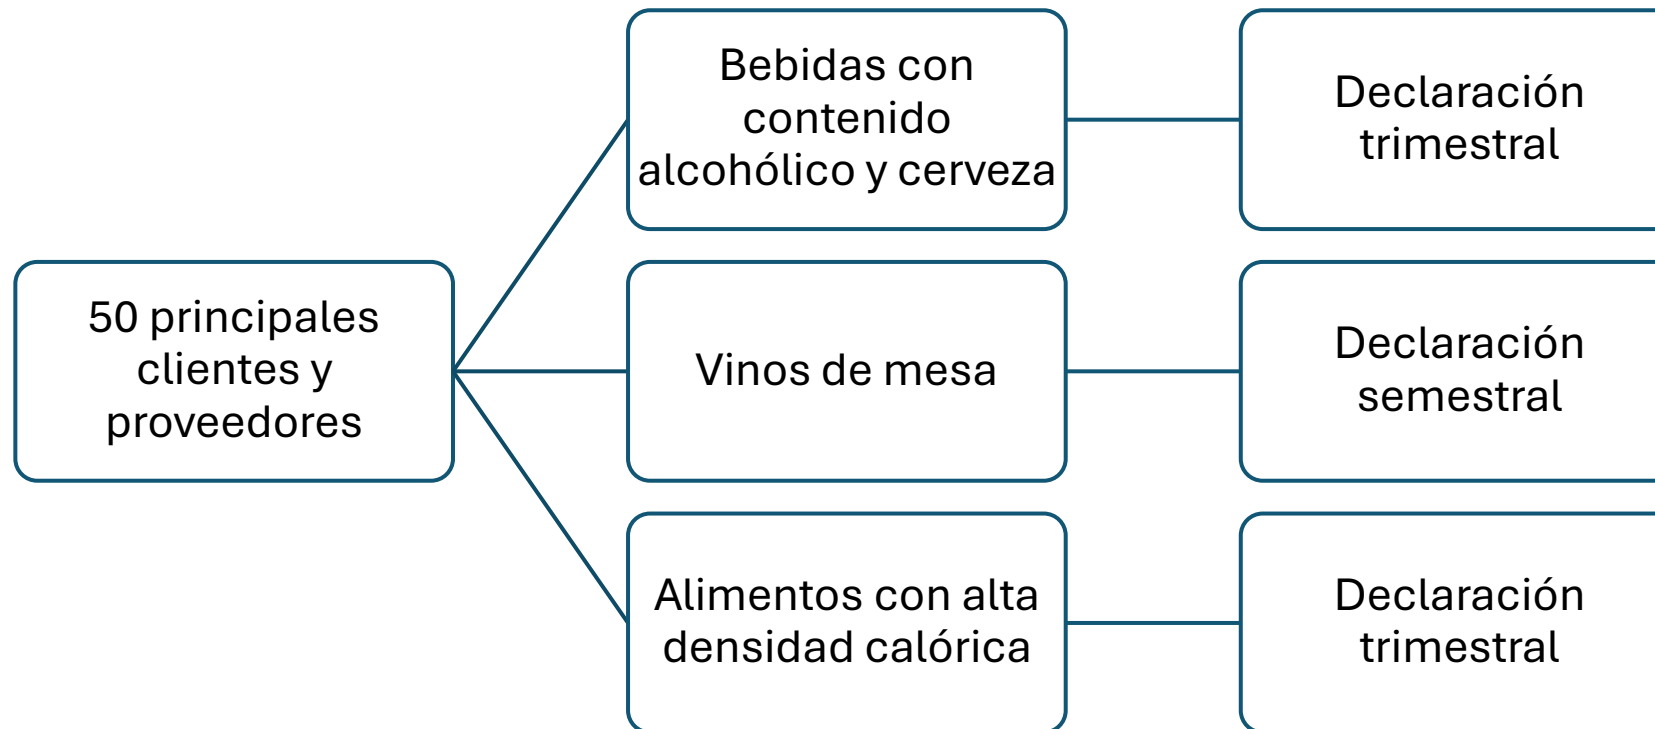 50 principales
clientes y
proveedores
Bebidas con
contenido
alcohólico y cerveza
Declaración
trimestral
Vinos de mesa
Declaración
semestral
Alimentos con alta
densidad calórica
Declaración
trimestral